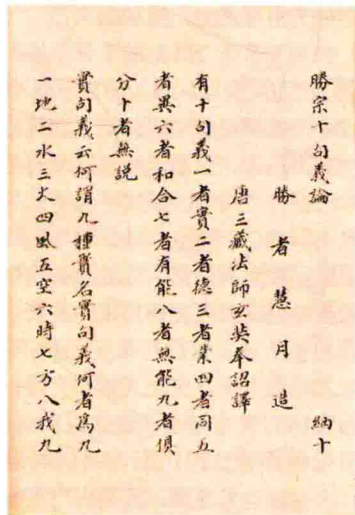 勝宗十句義論 納十
勝者慧月造
唐三藏法師玄奘奉詔譯
有十句義一者實二者德三者業四者同五
者異六者和合七者有能八者無能九者俱
分十者無說
實句義云何謂九種實名實句義何者爲九
一地二水三火四風五空六時七方八我九